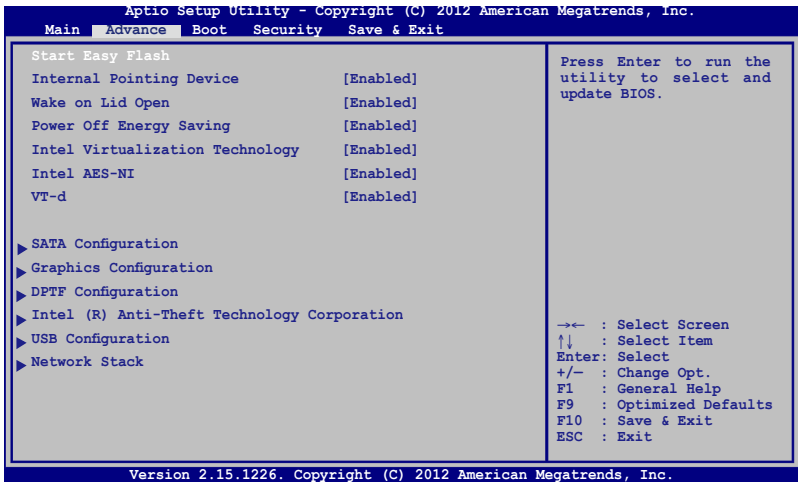 Aptio Setup Utility - Copyright (C) 2012 American Megatrends, Inc.
Main Advance Boot Security Save & Exit
Start Easy Flash
Internal Pointing Device [Enabled]
Wake on Lid Open [Enabled]
Power Off Energy Saving [Enabled]
Intel Virtualization Technology [Enabled]
Intel AES-NI [Enabled]
VT-d [Enabled]
SATA Configuration
Graphics Configuration
DPTF Configuration
Intel (R) Anti-Theft Technology Corporation
USB Configuration
Network Stack
Press Enter to run the
utility to select and
update BIOS.
→← : Select Screen
↑↓ : Select Item
Enter: Select
+/— : Change Opt.
F1 : General Help
F9 : Optimized Defaults
F10 : Save & Exit
ESC : Exit
Version 2.15.1226. Copyright (C) 2012 American Megatrends, Inc.